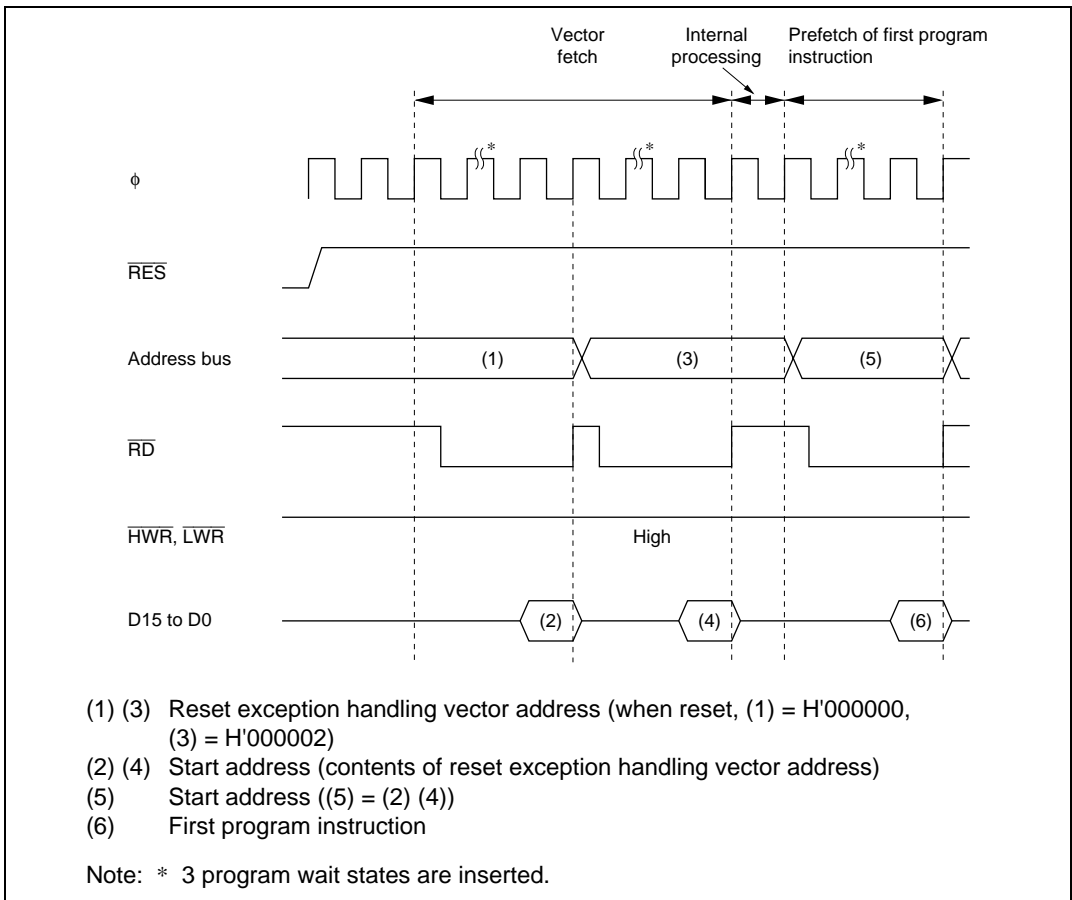 Vector fetch
Internal processing
Prefetch of first program instruction
ϕ
*
*
*
RES
Address bus
(1)
(3)
(5)
RD
HWR, LWR
High
D15 to D0
(2)
(4)
(6)
(1) (3) Reset exception handling vector address (when reset, (1) = H'000000,
(3) = H'000002)
(2) (4) Start address (contents of reset exception handling vector address)
(5) Start address ((5) = (2) (4))
(6) First program instruction
Note: * 3 program wait states are inserted.